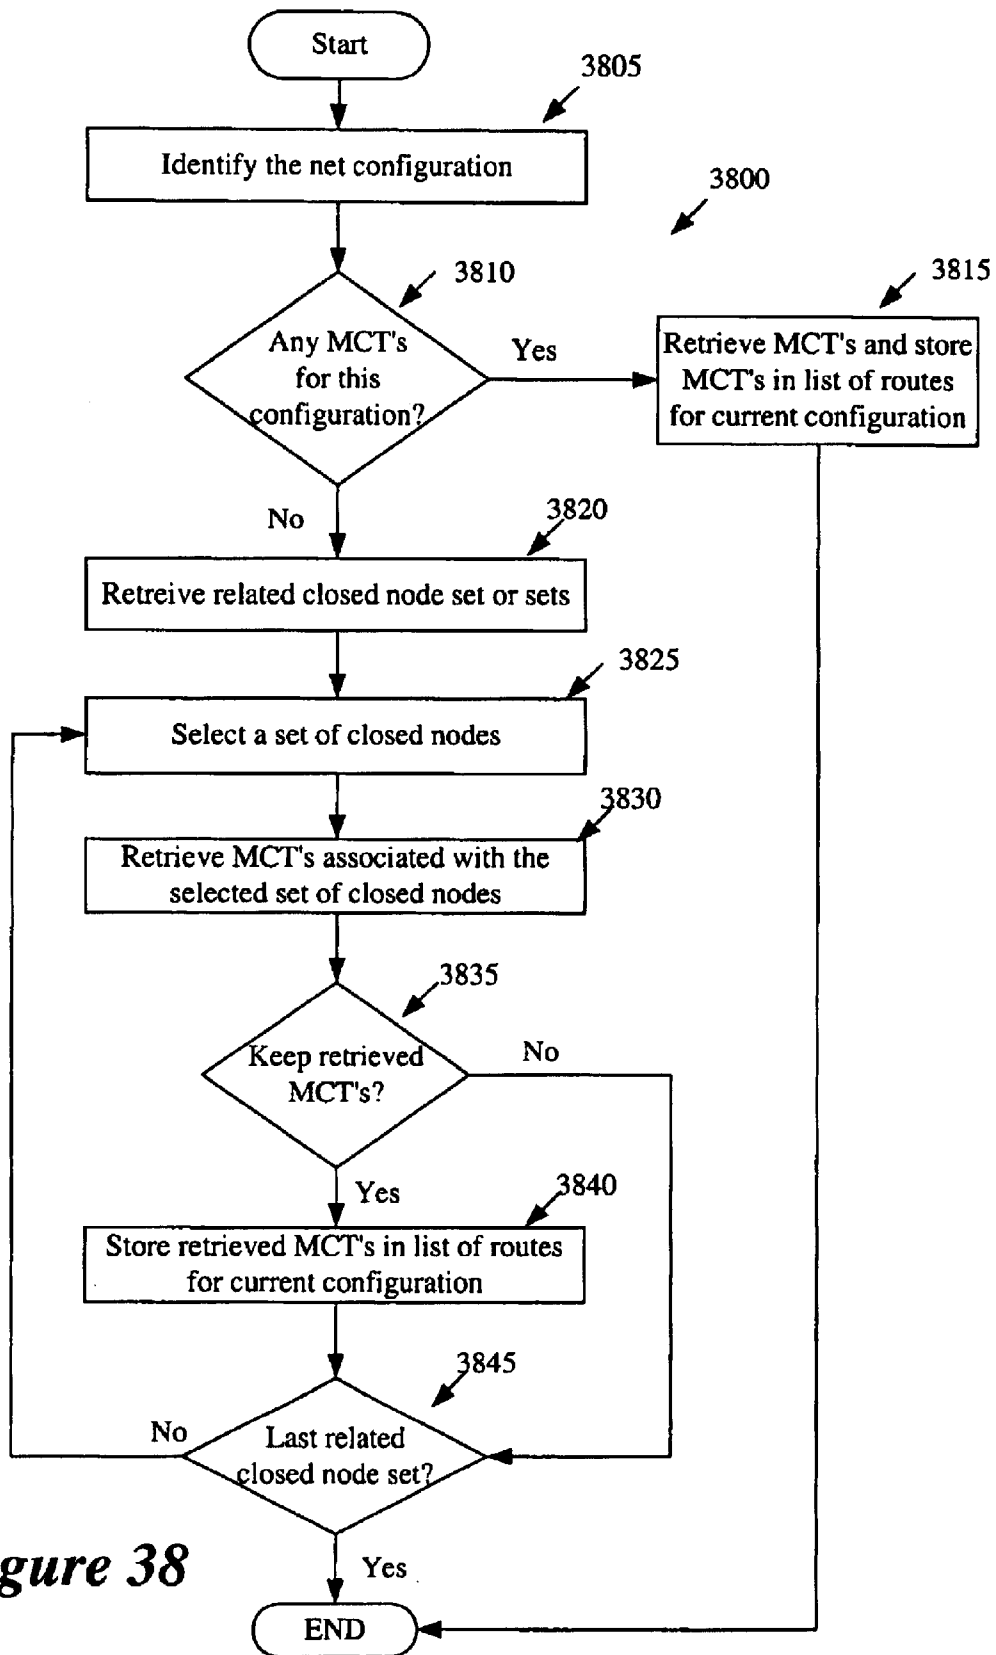 Start
3805
Identify the net configuration
3800
3810
3815
Any MCT's
for this
configuration?
Yes
Retrieve MCT's and store
MCT's in list of routes
for current configuration
No
3820
Retreive related closed node set or sets
3825
Select a set of closed nodes
3830
Retrieve MCT's associated with the
selected set of closed nodes
3835
Keep retrieved
MCT's?
No
Yes
3840
Store retrieved MCT's in list of routes
for current configuration
3845
No
Last related
closed node set?
Yes
gure 38
END